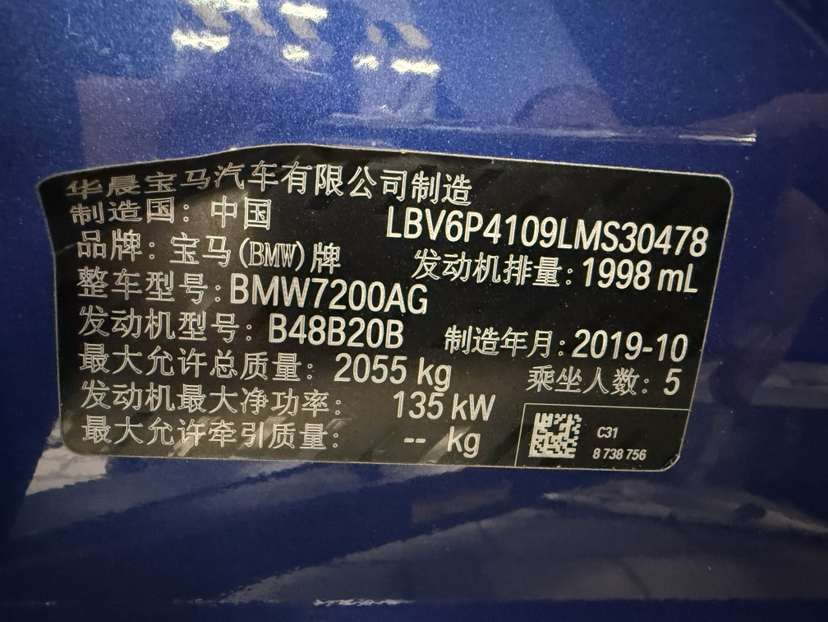 华晨宝马汽车有限公司制造
制造国：中国
LBV6P4109LMS30478
品牌：宝马(BMW)牌
发动机排量：1998 mL
整车型号：BMW7200AG
发动机型号：B48B20B
制造年月：2019-10
最大允许总质量：2055 kg
乘坐人数：5
发动机最大净功率：135 kW
最大允许牵引质量：-- kg
C31
8 738 756